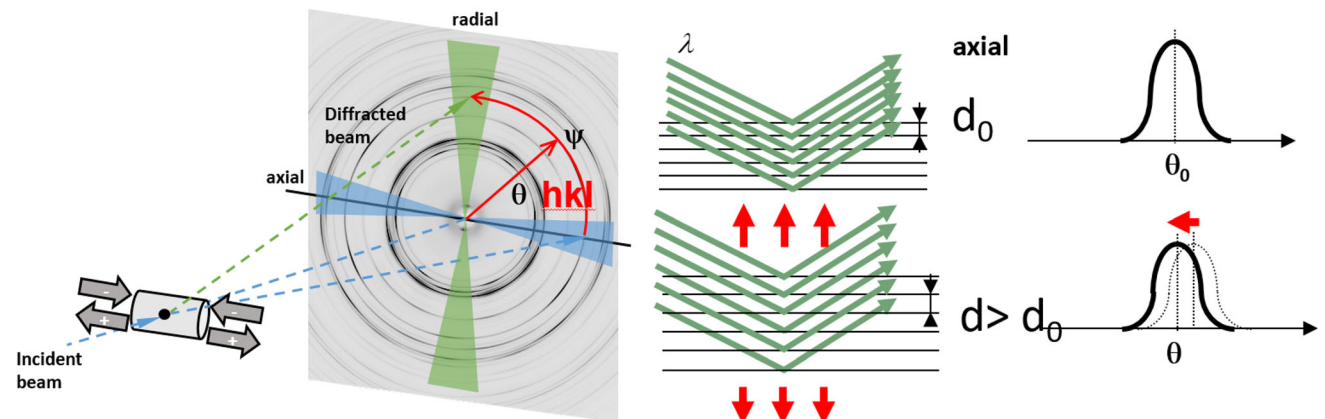 radial
Diffracted
beam
ψ
axial
θ
hkl
-
+
-
+
Incident
beam
λ
d₀
d> d₀
axial
θ₀
θ